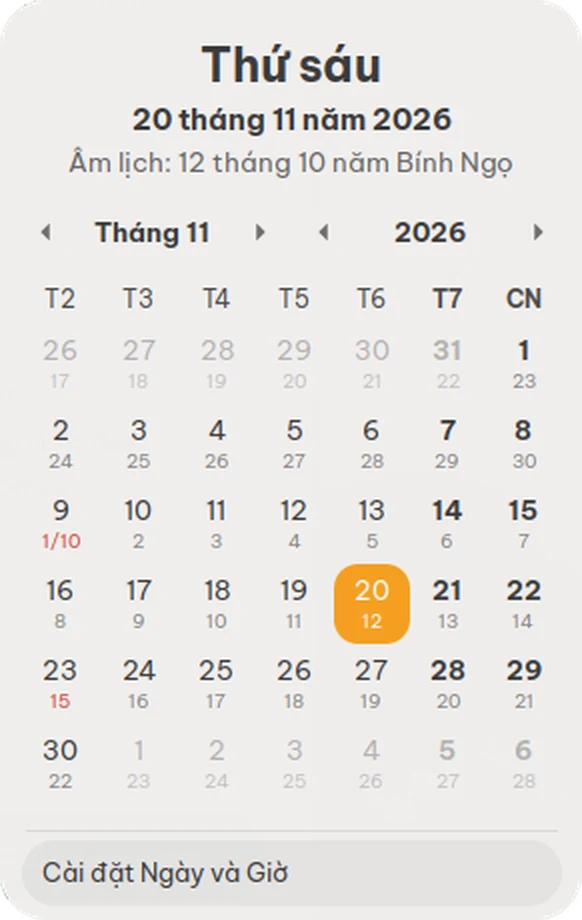 Thứ sáu
20 tháng 11 năm 2026
Âm lịch: 12 tháng 10 năm Bính Ngọ
Tháng 11 2026
T2 T3 T4 T5 T6 T7 CN
26 27 28 29 30 31 1
17 18 19 20 21 22 23
2 3 4 5 6 7 8
24 25 26 27 28 29 30
9 10 11 12 13 14 15
1/10 2 3 4 5 6 7
16 17 18 19 20 21 22
8 9 10 11 12 13 14
23 24 25 26 27 28 29
15 16 17 18 19 20 21
30 1 2 3 4 5 6
22 23 24 25 26 27 28
Cài đặt Ngày và Giờ